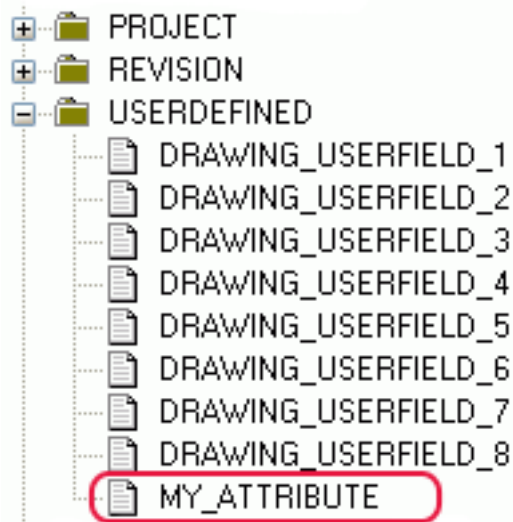 PROJECT
REVISION
USERDEFINED
DRAWING_USERFIELD_1
DRAWING_USERFIELD_2
DRAWING_USERFIELD_3
DRAWING_USERFIELD_4
DRAWING_USERFIELD_5
DRAWING_USERFIELD_6
DRAWING_USERFIELD_7
DRAWING_USERFIELD_8
MY_ATTRIBUTE